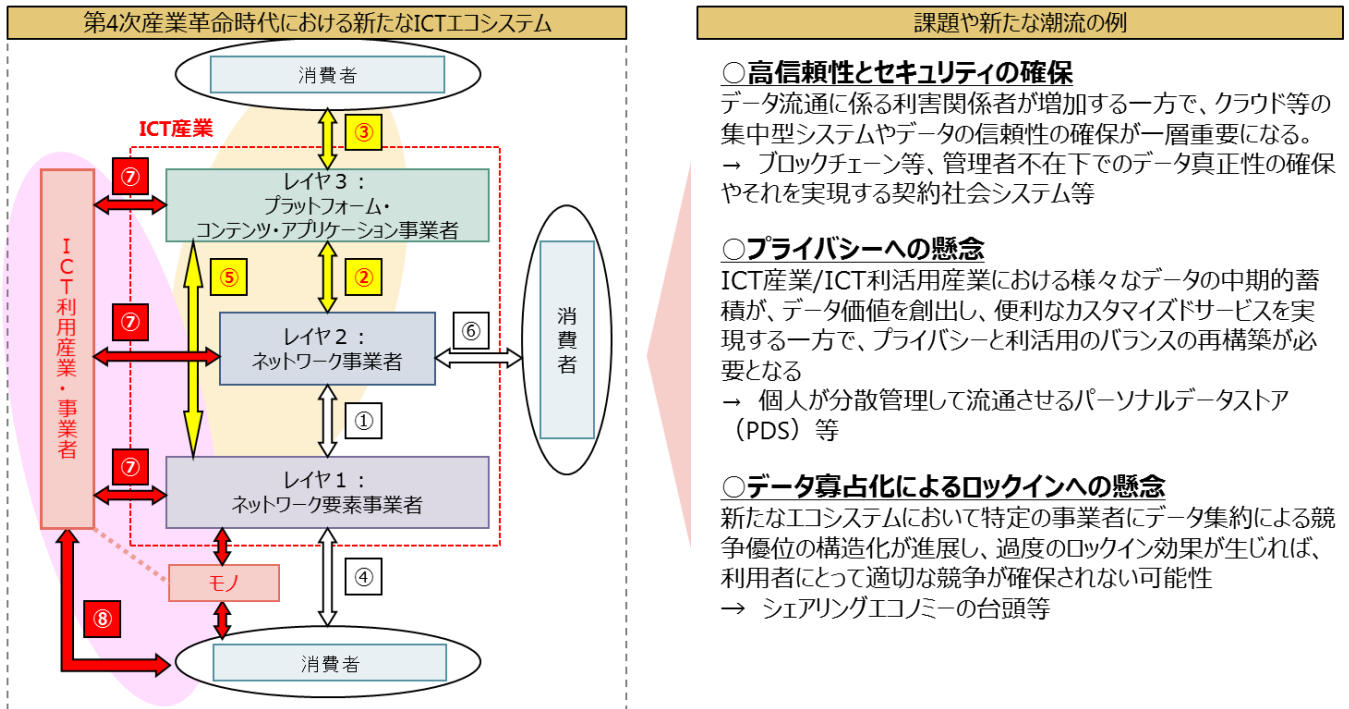 第4次産業革命時代における新たなICTエコシステム
消費者
③
ICT産業
⑦
レイヤ3：
プラットフォーム・
コンテンツ・アプリケーション事業者
ICT利用産業・事業者
⑤
②
⑦
レイヤ2：
ネットワーク事業者
⑥
消費者
①
⑦
レイヤ1：
ネットワーク要素事業者
モノ
④
⑧
消費者
課題や新たな潮流の例
○高信頼性とセキュリティの確保
データ流通に係る利害関係者が増加する一方で、クラウド等の
集中型システムやデータの信頼性の確保が一層重要になる。
→ ブロックチェーン等、管理者不在下でのデータ真正性の確保
やそれを実現する契約社会システム等
○プライバシーへの懸念
ICT産業/ICT利活用産業における様々なデータの中期的蓄
積が、データ価値を創出し、便利なカスタマイズドサービスを実
現する一方で、プライバシーと利活用のバランスの再構築が必
要となる
→ 個人が分散管理して流通させるパーソナルデータストア
（PDS）等
○データ寡占化によるロックインへの懸念
新たなエコシステムにおいて特定の事業者にデータ集約による競
争優位の構造化が進展し、過度のロックイン効果が生じれば、
利用者にとって適切な競争が確保されない可能性
→ シェアリングエコノミーの台頭等